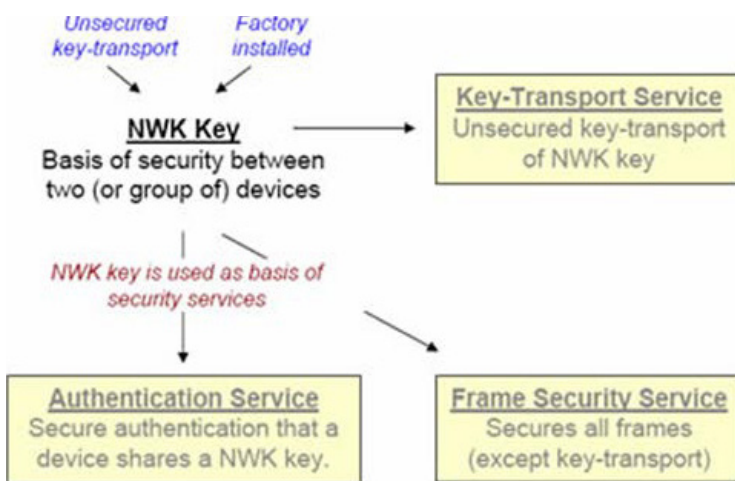 Unsecured
key-transport
Factory
installed
NWK Key
Basis of security between
two (or group of) devices
Key-Transport Service
Unsecured key-transport
of NWK key
NWK key is used as basis of
security services
Authentication Service
Secure authentication that a
device shares a NWK key.
Frame Security Service
Secures all frames
(except key-transport)